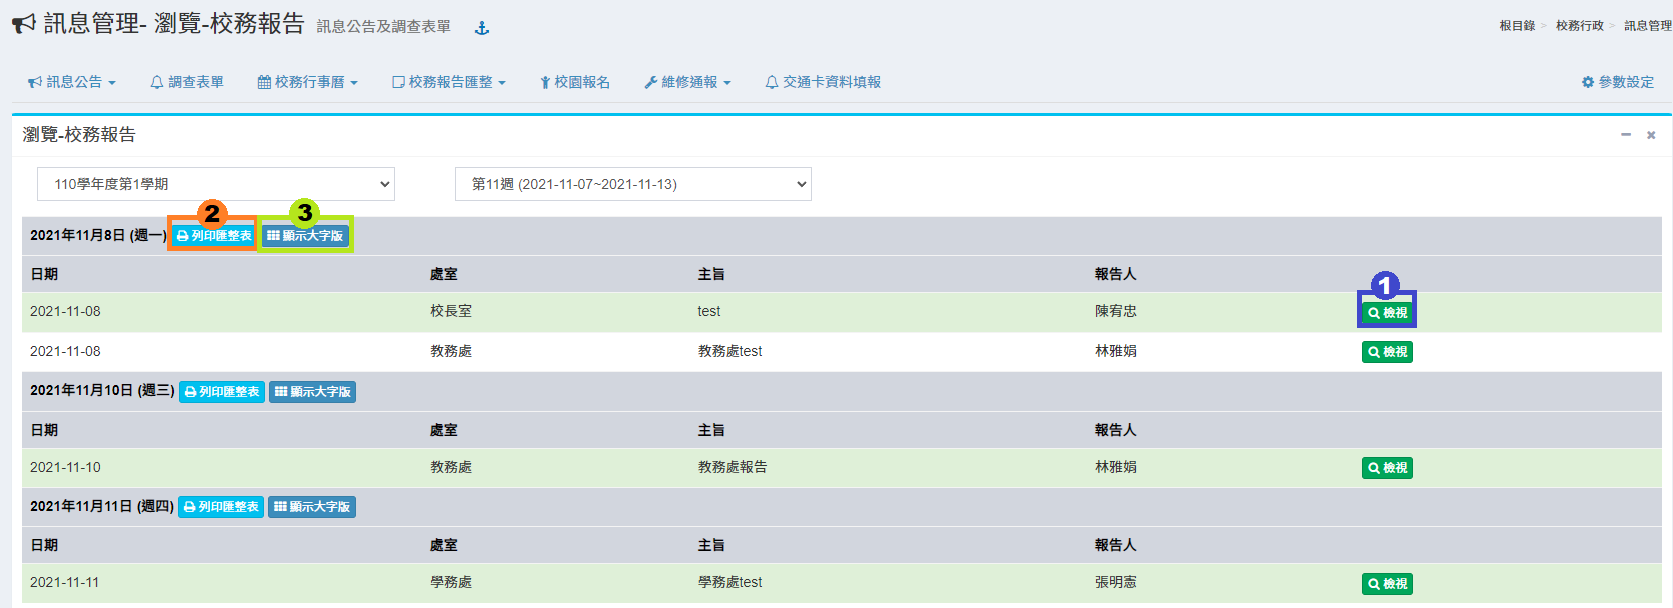 訊息管理- 瀏覽-校務報告 訊息公告及調查表單
根目錄 > 校務行政 > 訊息管理
訊息公告 調查表單 校務行事曆 校務報告匯整 校園報名 維修通報 交通卡資料填報 參數設定
瀏覽-校務報告
110學年度第1學期 第11週 (2021-11-07~2021-11-13)
2 3
2021年11月8日 (週一) 列印匯整表 顯示大字版
日期 處室 主旨 報告人
1
2021-11-08 校長室 test 陳宥忠 檢視
2021-11-08 教務處 教務處test 林雅娟 檢視
2021年11月10日 (週三) 列印匯整表 顯示大字版
日期 處室 主旨 報告人
2021-11-10 教務處 教務處報告 林雅娟 檢視
2021年11月11日 (週四) 列印匯整表 顯示大字版
日期 處室 主旨 報告人
2021-11-11 學務處 學務處test 張明憲 檢視